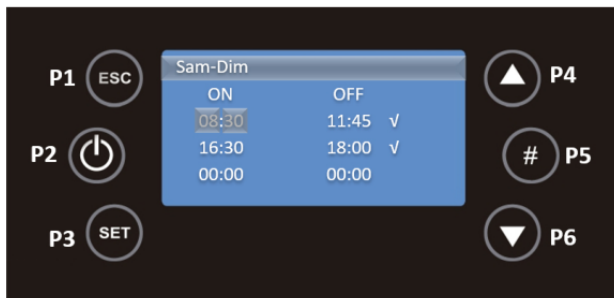 P1 ESC
P2
P3 SET
Sam-Dim
ON OFF
08:30 11:45 √
16:30 18:00 √
00:00 00:00
P4
# P5
P6